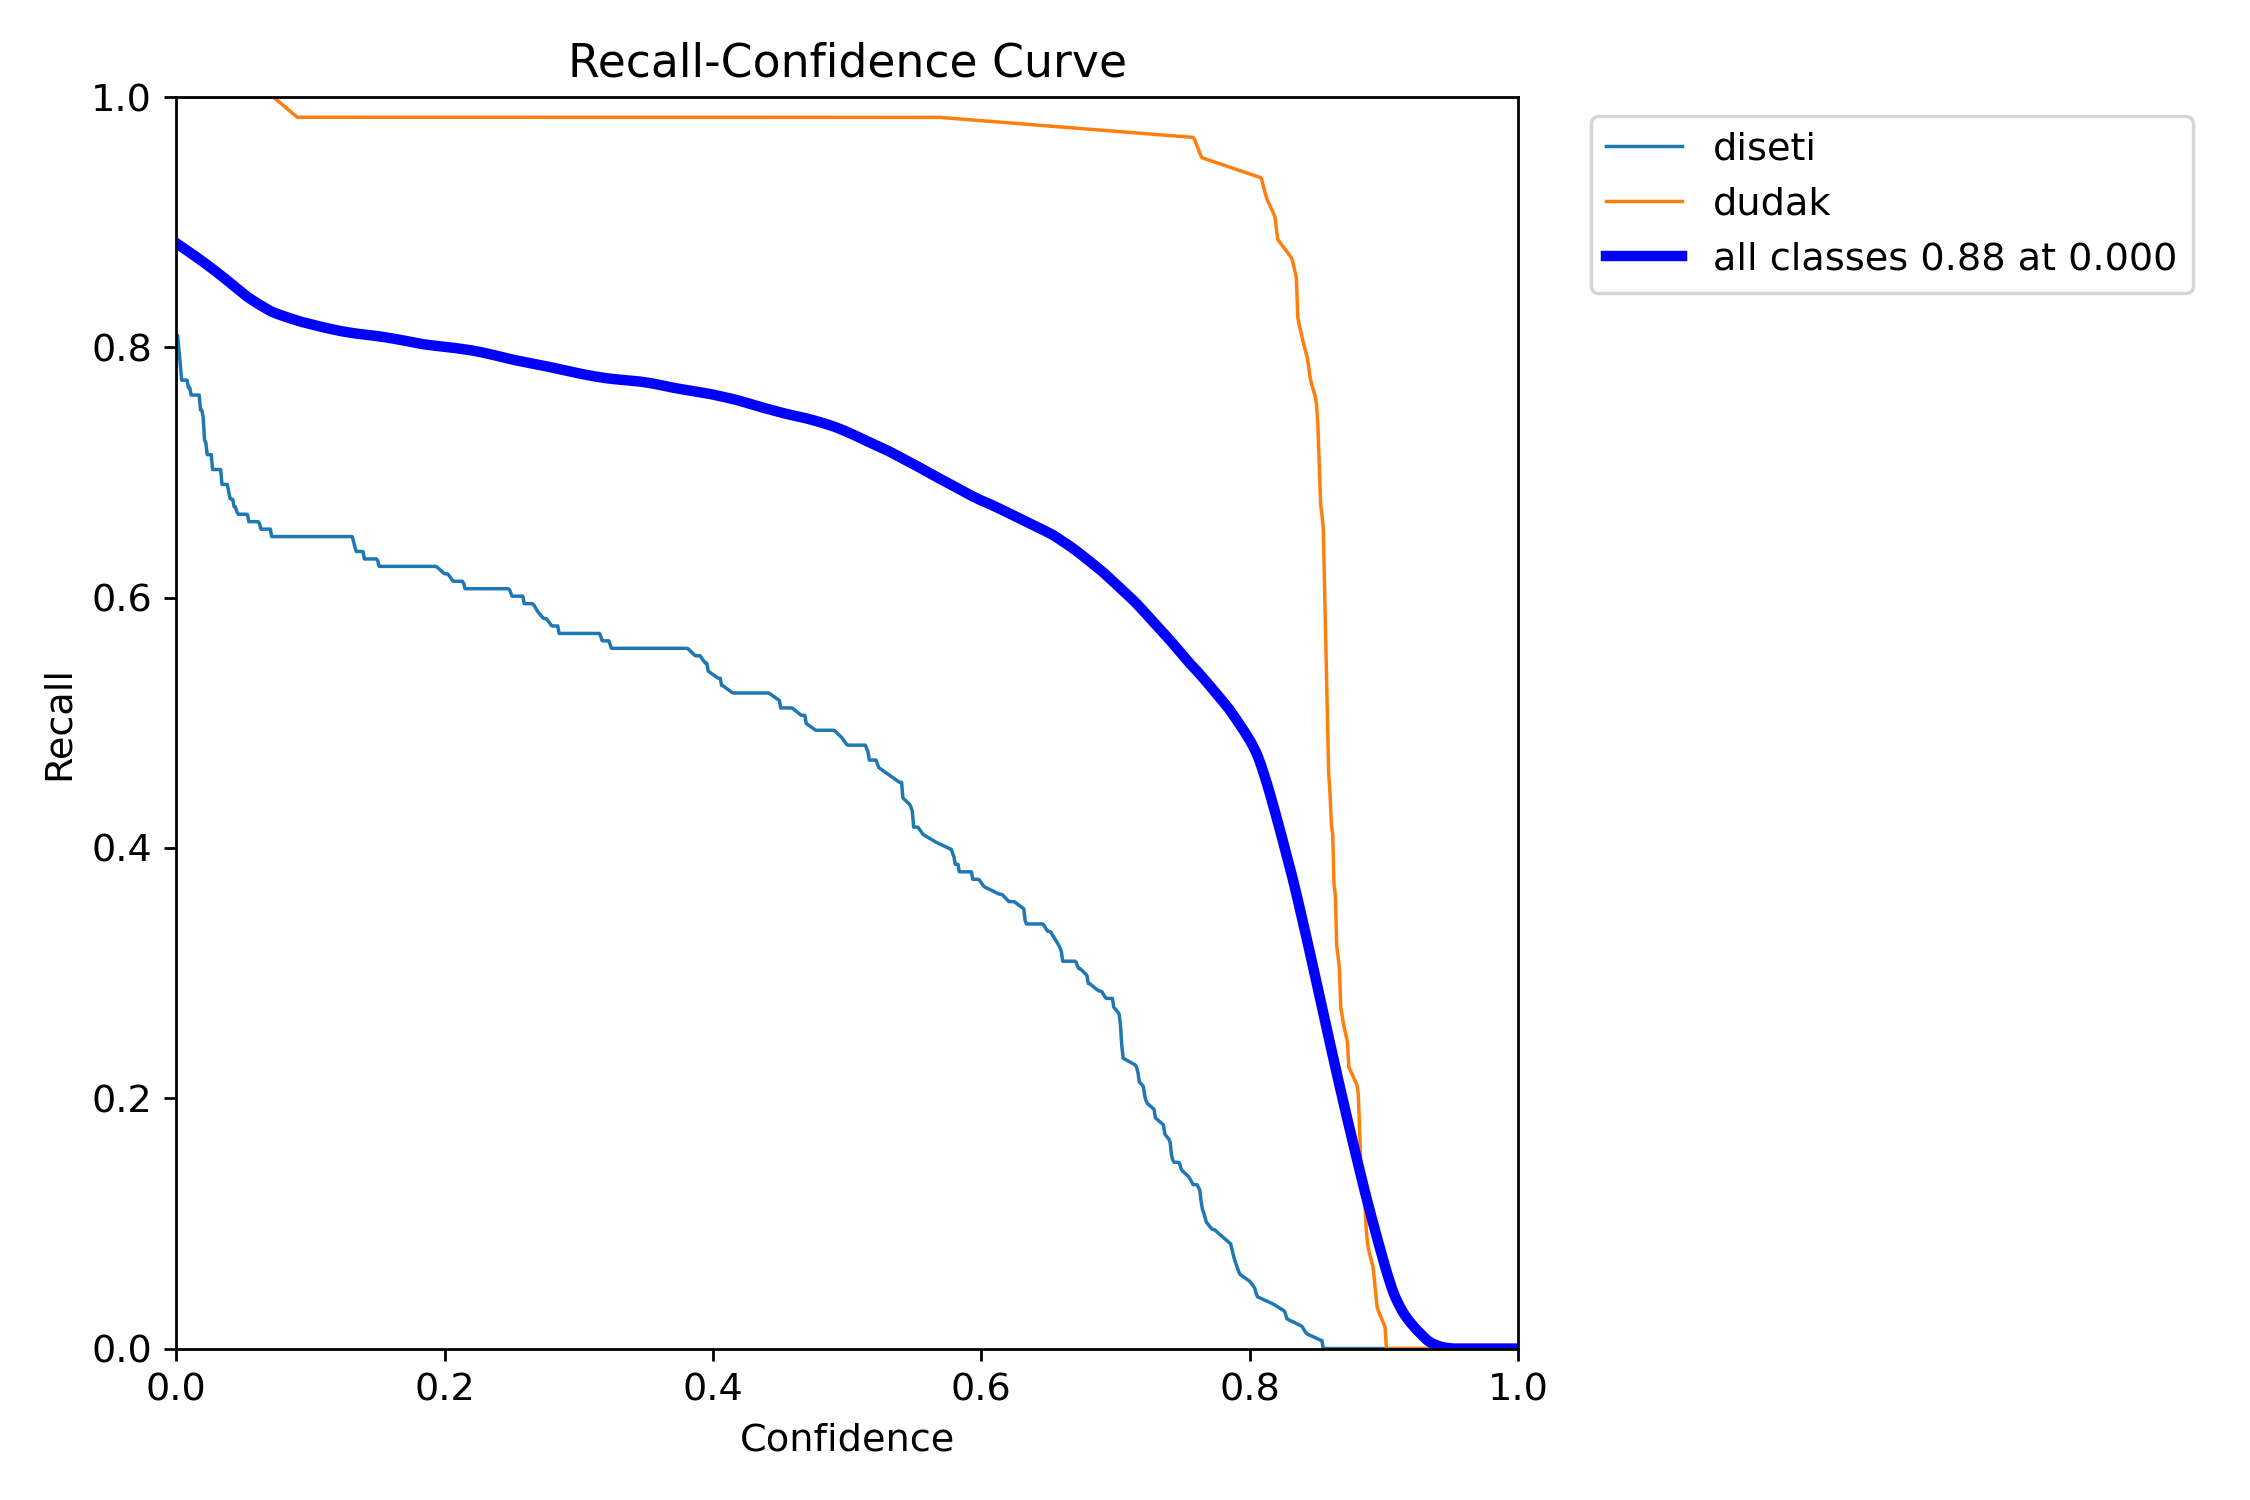 Recall-Confidence Curve
1.0
0.8
0.6
0.4
0.2
0.0
Recall
0.0 0.2 0.4 0.6 0.8 1.0
Confidence
diseti
dudak
all classes 0.88 at 0.000